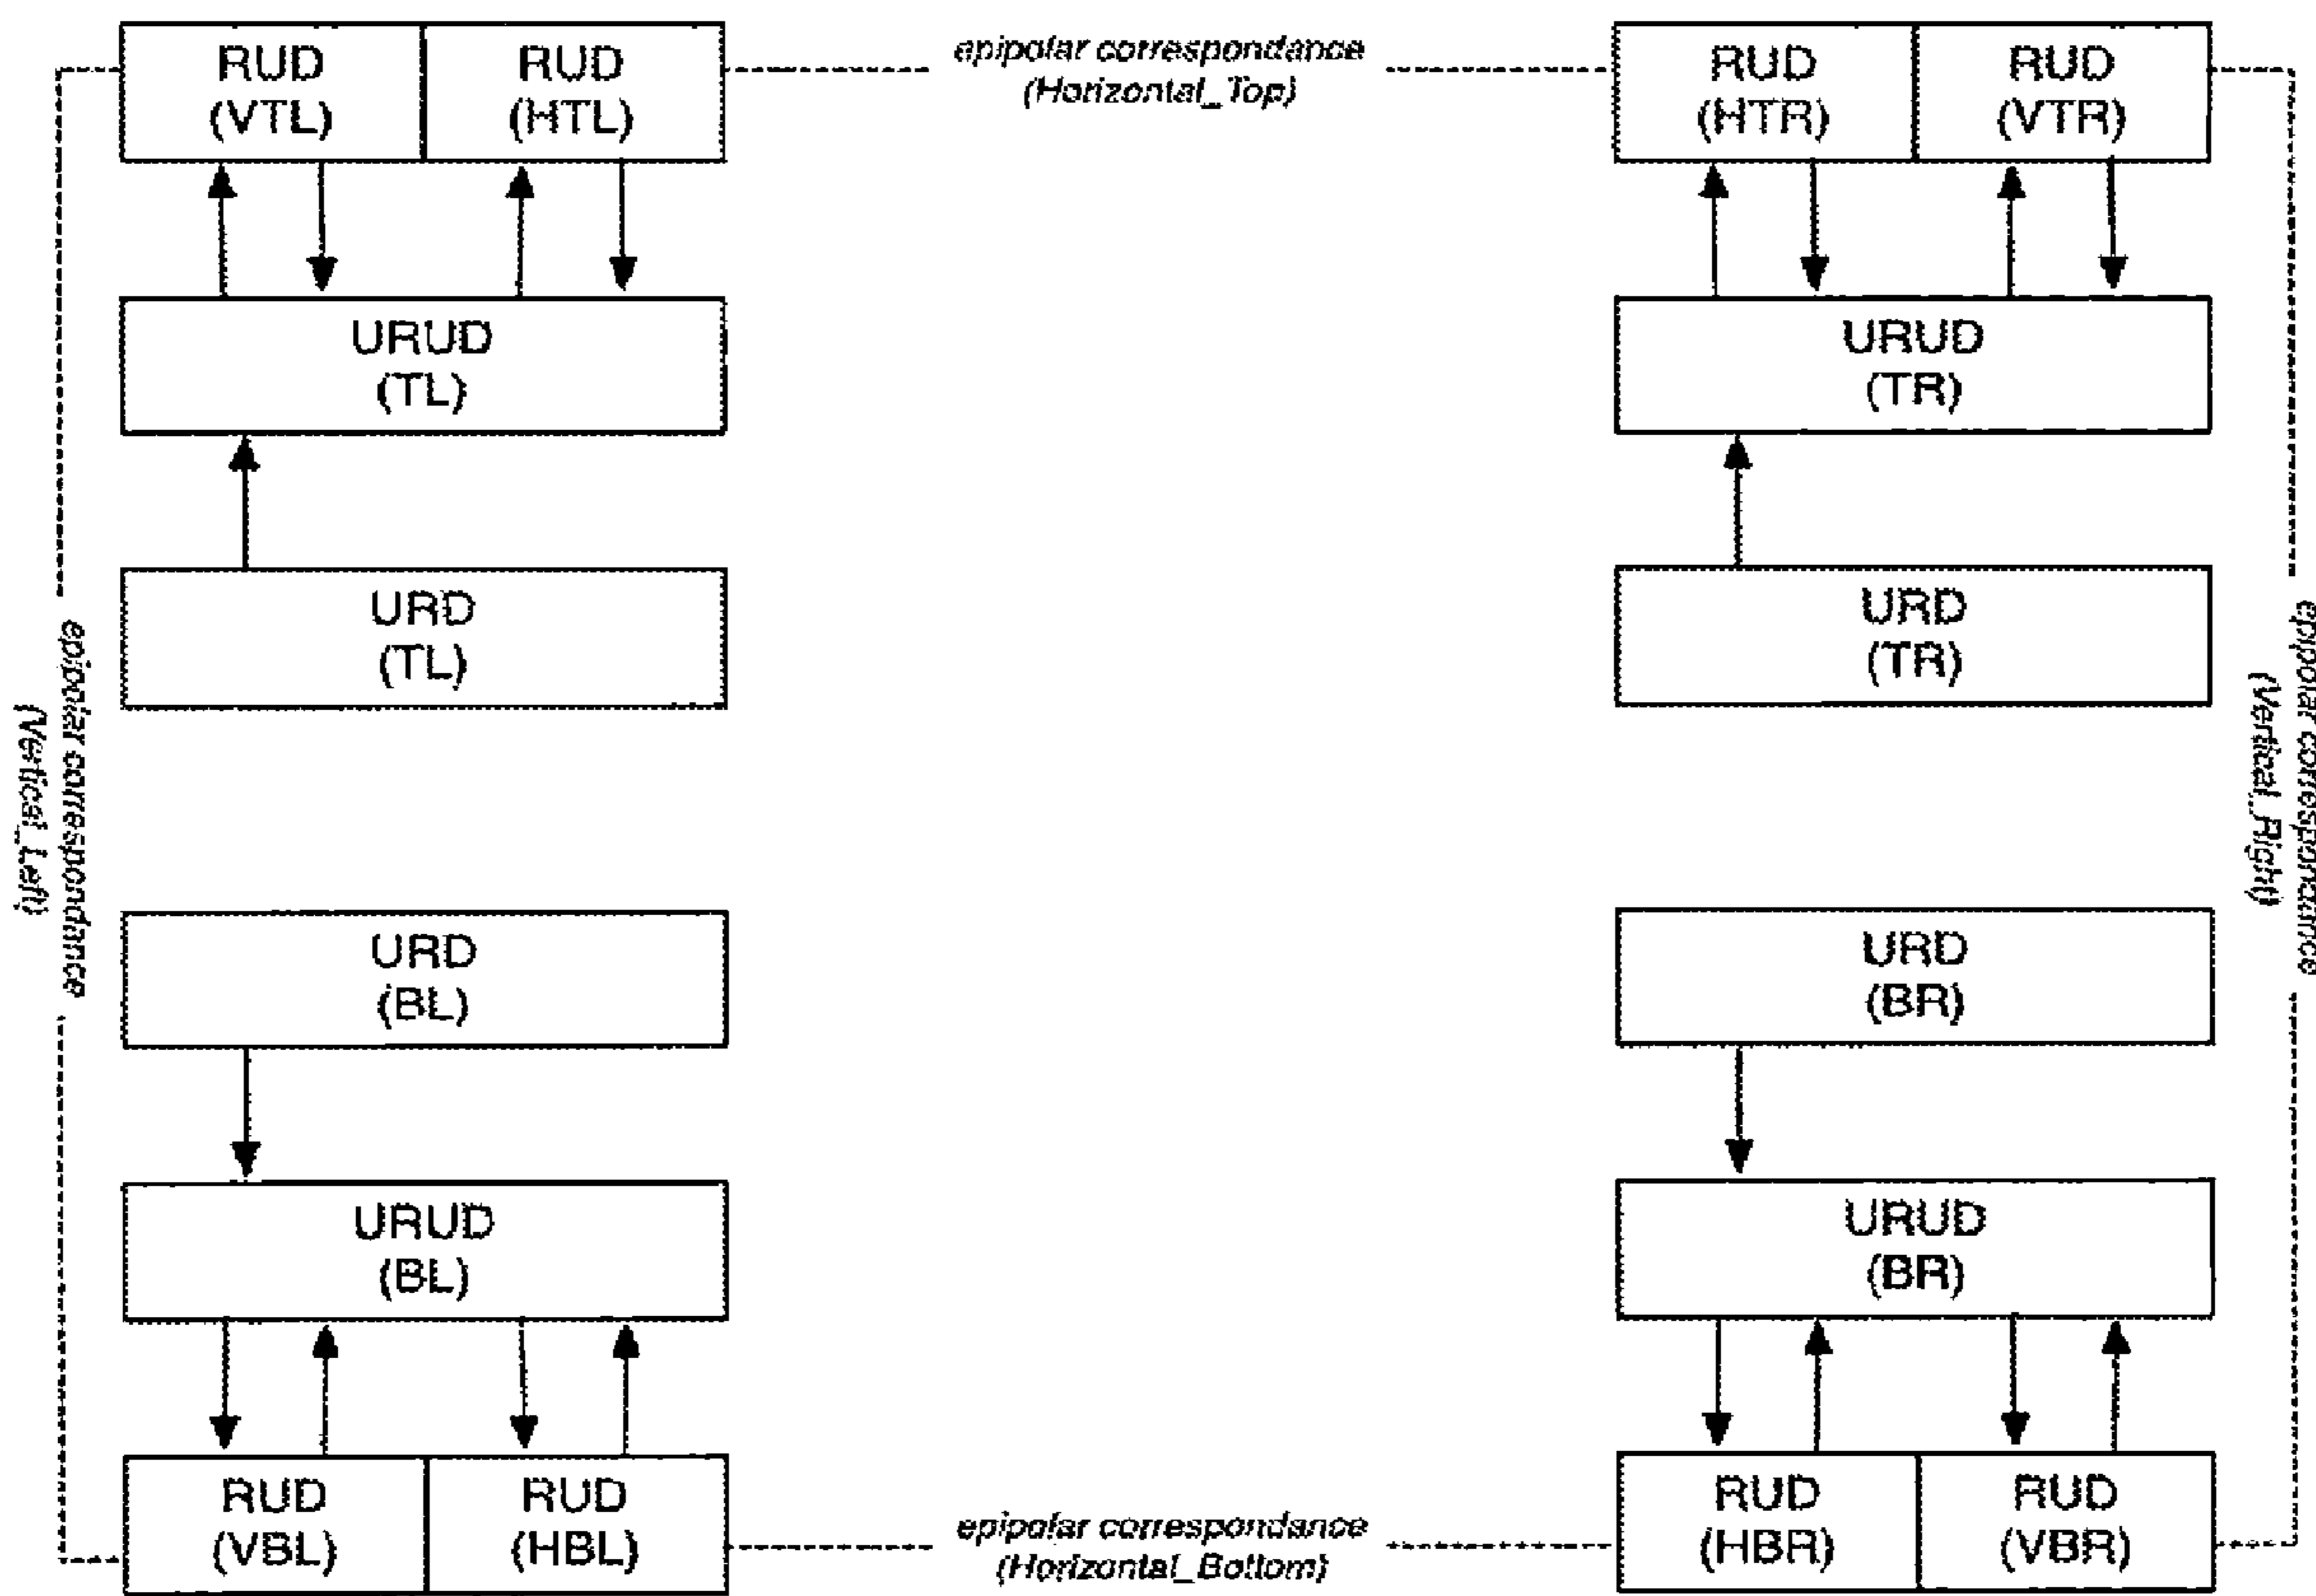 RUD
(VTL)
RUD
(HTL)
epipolar correspondance
(Horizontal_Top)
RUD
(HTR)
RUD
(VTR)
URUD
(TL)
URUD
(TR)
URD
(TL)
URD
(TR)
epipolar correspondance
(Vertical_Left)
epipolar correspondance
(Vertical_Right)
URD
(BL)
URD
(BR)
URUD
(BL)
URUD
(BR)
RUD
(VBL)
RUD
(HBL)
epipolar correspondance
(Horizontal_Bottom)
RUD
(HBR)
RUD
(VBR)